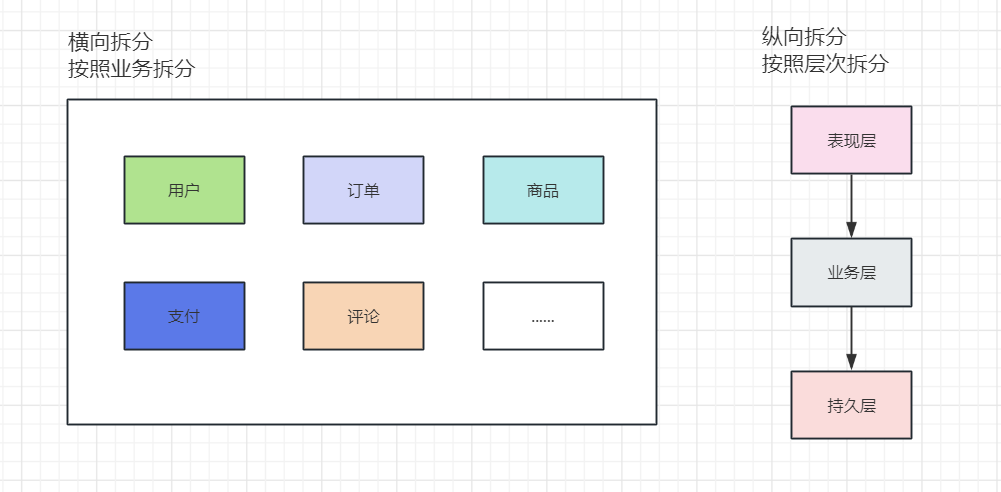 横向拆分
按照业务拆分
用户
订单
商品
支付
评论
......
纵向拆分
按照层次拆分
表现层
业务层
持久层